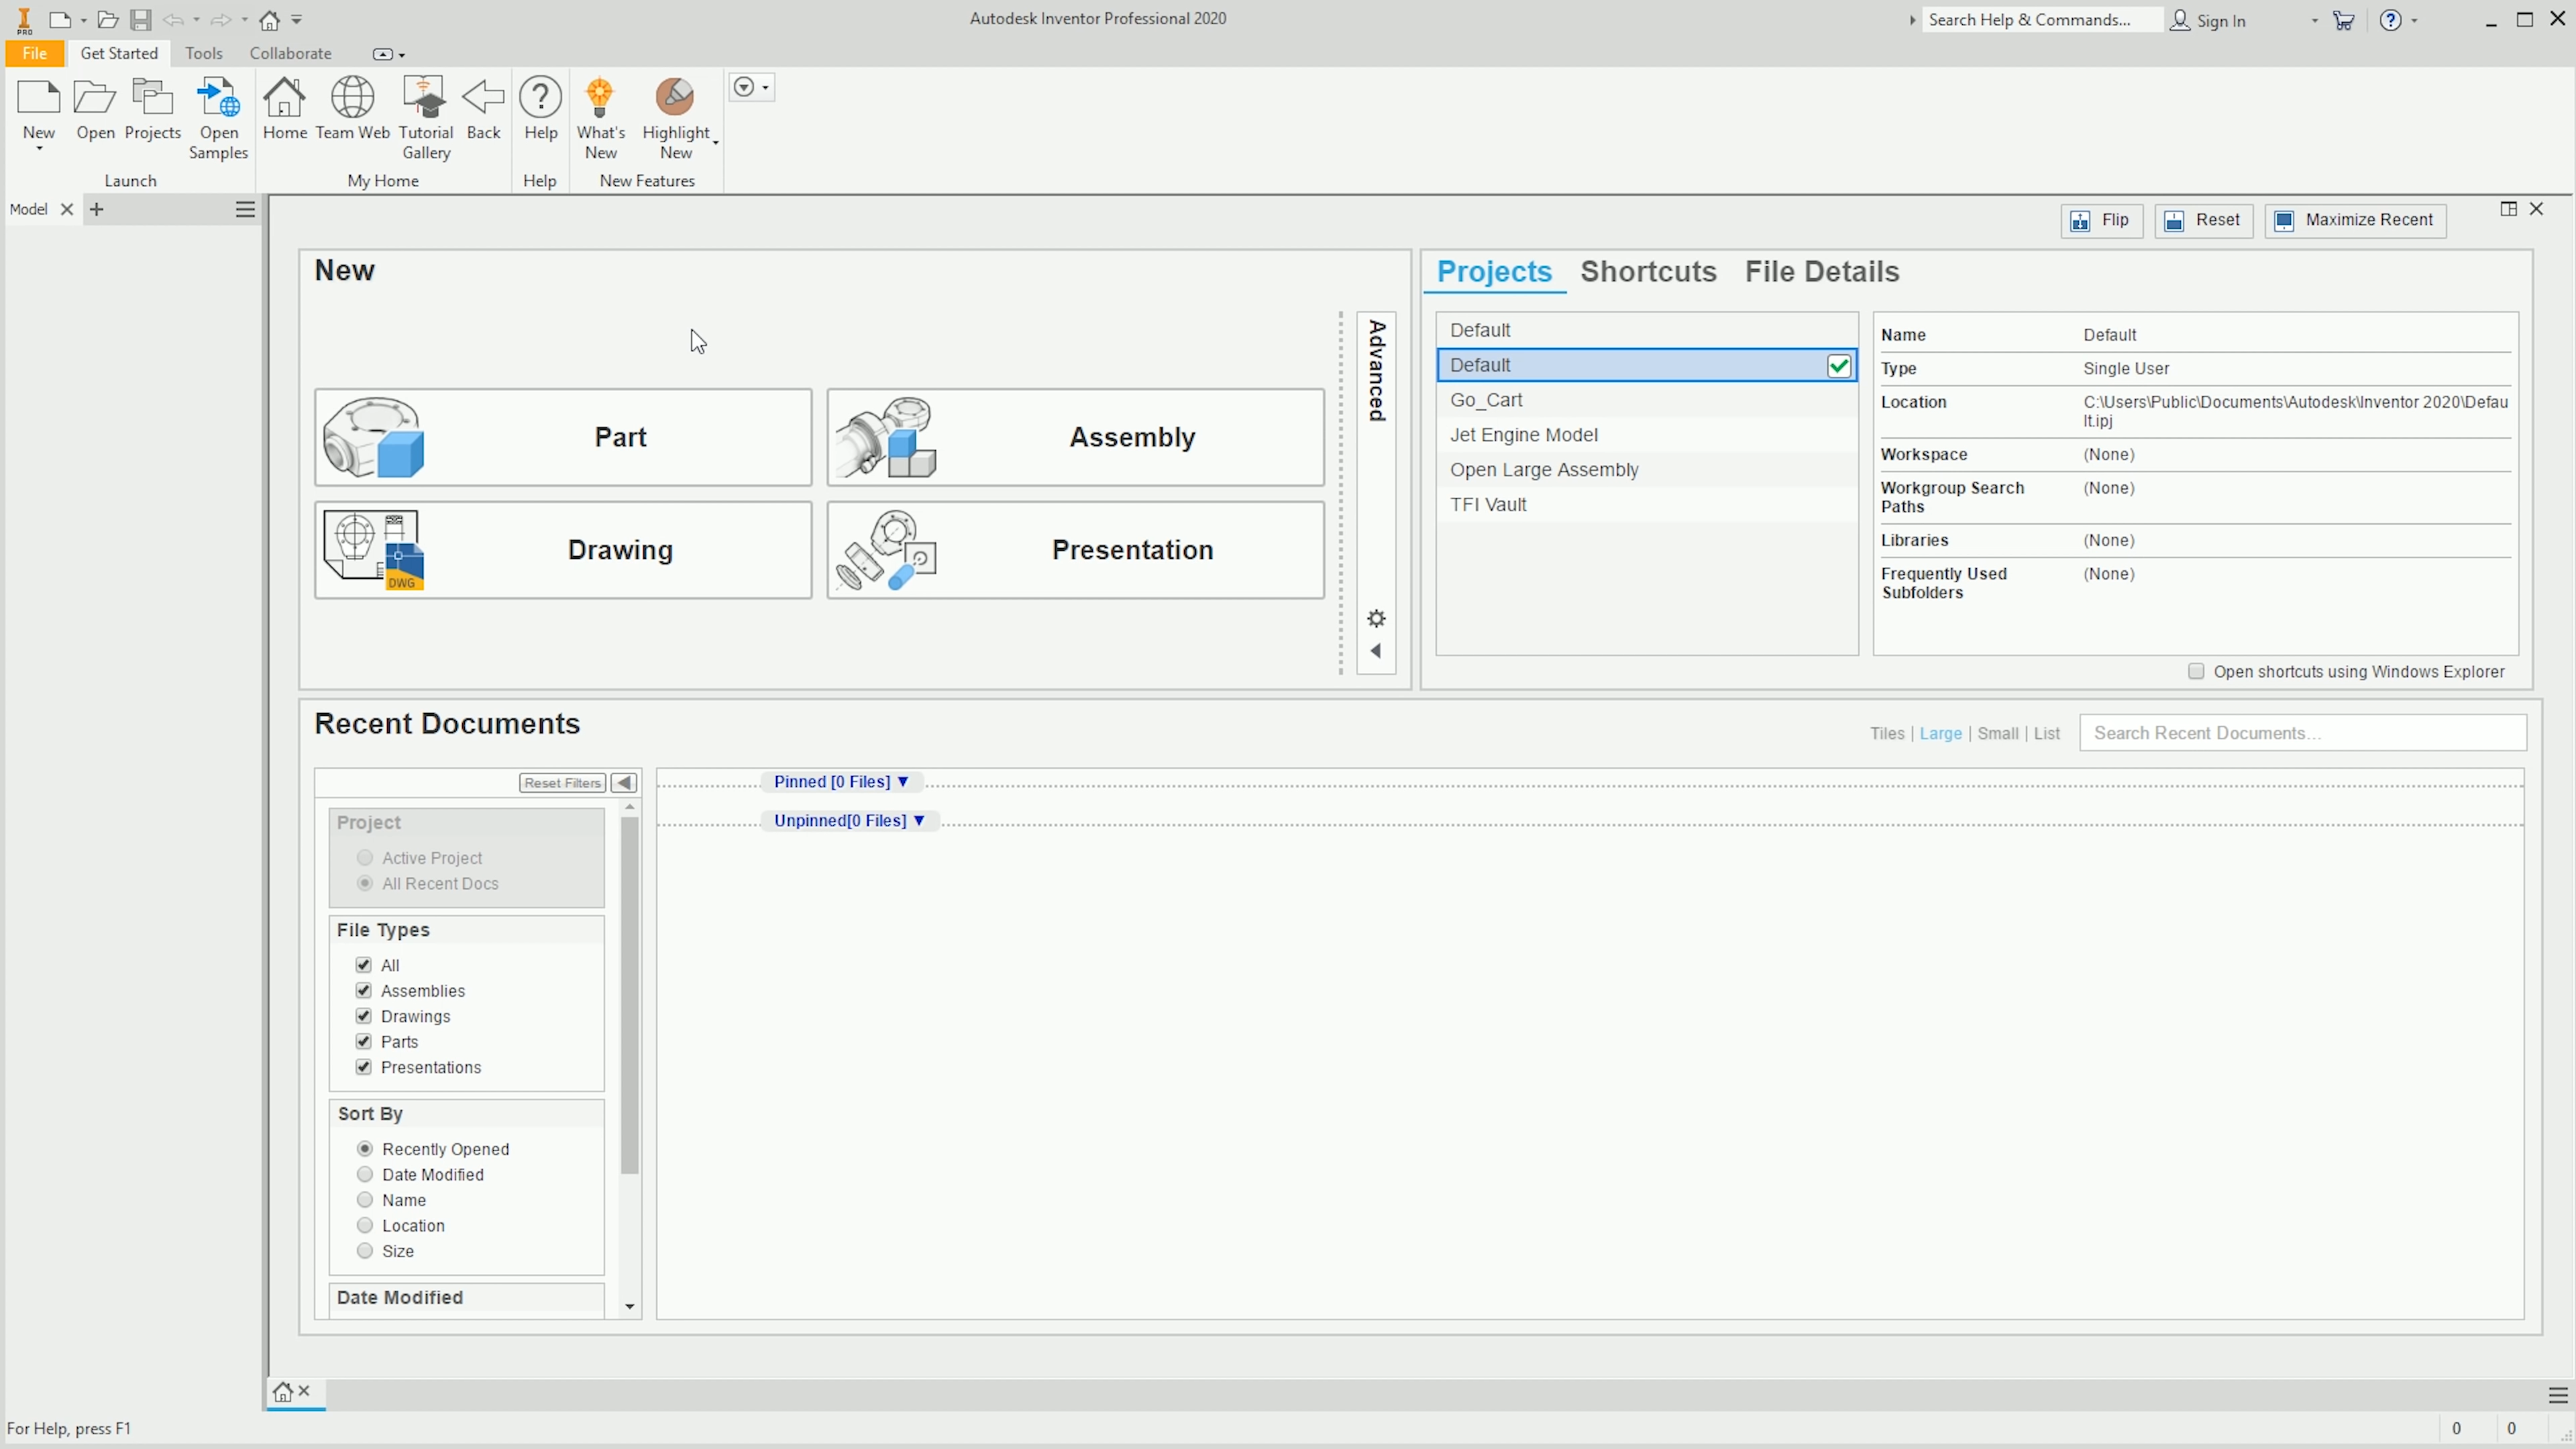 PRO
Autodesk Inventor Professional 2020
Search Help & Commands...
Sign In
File
Get Started
Tools
Collaborate
New
Open
Projects
Open
Samples
Home
Team Web
Tutorial
Gallery
Back
Help
What's
New
Highlight
New
Launch
My Home
Help
New Features
Model
Flip
Reset
Maximize Recent
New
Part
Assembly
Drawing
DWG
Presentation
Advanced
Projects
Shortcuts
File Details
Default
Default
Go_Cart
Jet Engine Model
Open Large Assembly
TFI Vault
Name Default
Type Single User
Location C:\Users\Public\Documents\Autodesk\Inventor 2020\Defau
lt.ipj
Workspace (None)
Workgroup Search (None)
Paths
Libraries (None)
Frequently Used (None)
Subfolders
Open shortcuts using Windows Explorer
Recent Documents
Tiles | Large | Small | List
Search Recent Documents...
Reset Filters
Pinned [0 Files] ▼
Unpinned[0 Files] ▼
Project
Active Project
All Recent Docs
File Types
All
Assemblies
Drawings
Parts
Presentations
Sort By
Recently Opened
Date Modified
Name
Location
Size
Date Modified
For Help, press F1
0 0